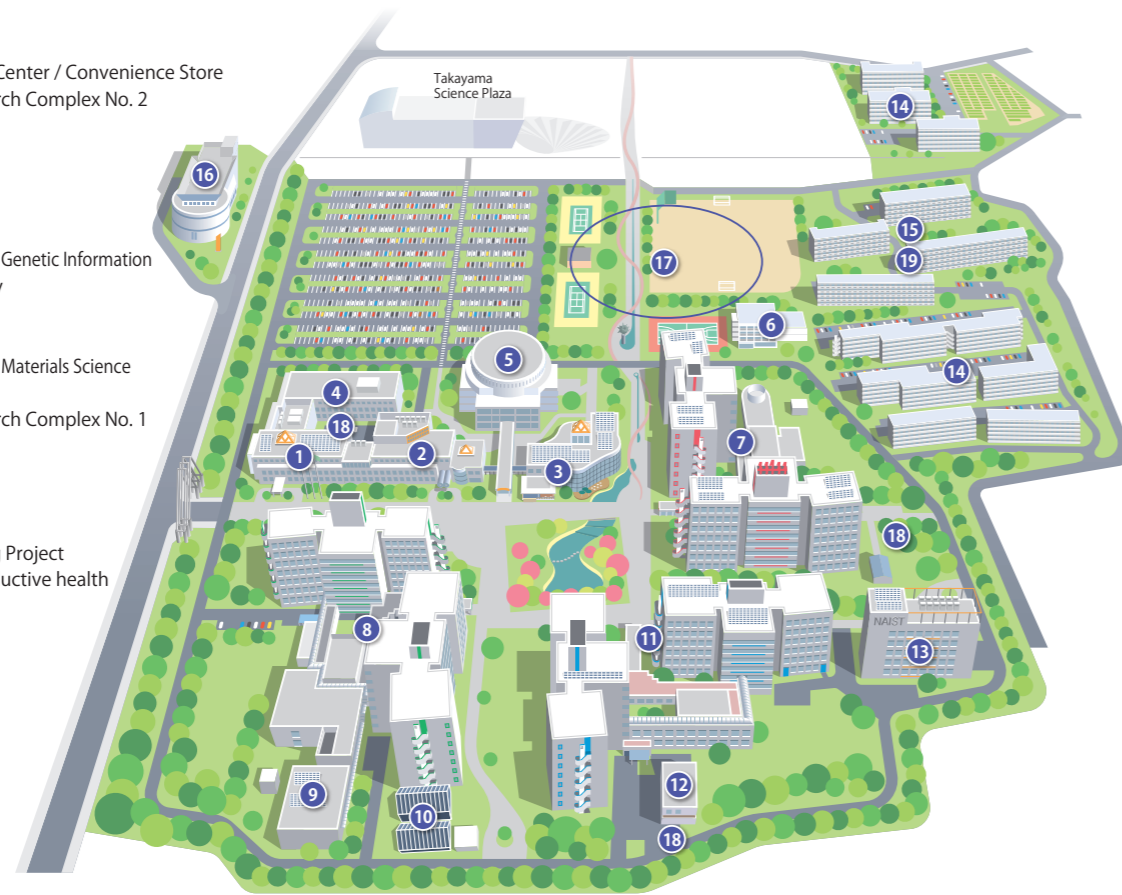 Center / Convenience Store
rch Complex No. 2
Takayama
Science Plaza
14
16
15
Genetic Information
17
19
y
6
5
Materials Science
14
4
rch Complex No. 1
18
7
1
2
3
18
g Project
uctive health
NAIST
8
11
13
12
9
10
18